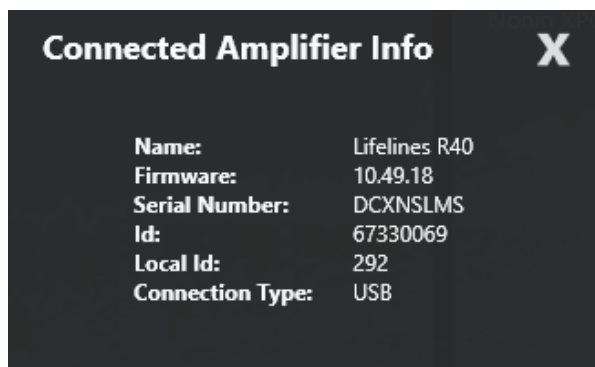 Connected Amplifier Info X
Name: Lifelines R40
Firmware: 10.49.18
Serial Number: DCXNSLMS
Id: 67330069
Local Id: 292
Connection Type: USB